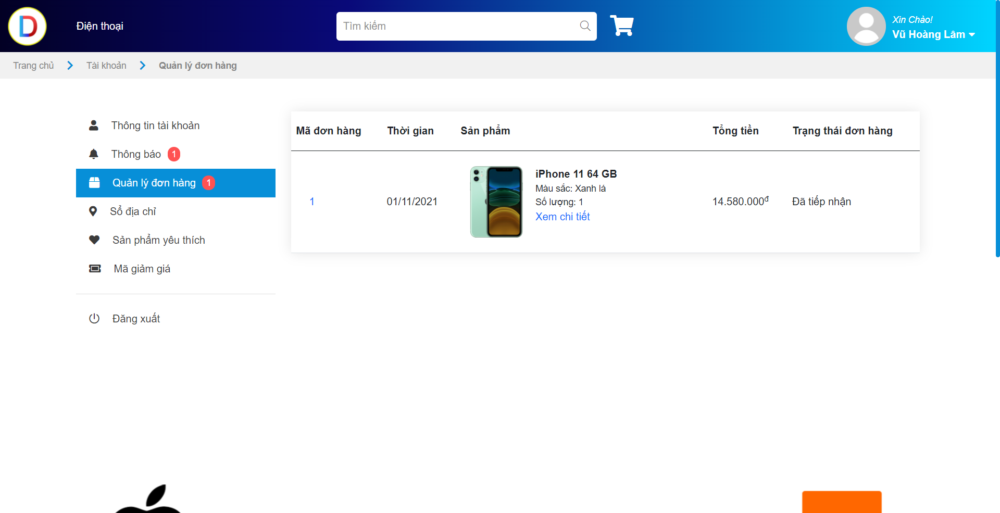 D
Điện thoại
Tìm kiếm
Xin Chào!
Vũ Hoàng Lâm
Trang chủ
Tài khoản
Quản lý đơn hàng
Thông tin tài khoản
Thông báo 1
Quản lý đơn hàng 1
Sổ địa chỉ
Sản phẩm yêu thích
Mã giảm giá
Đăng xuất
Mã đơn hàng Thời gian Sản phẩm Tổng tiền Trạng thái đơn hàng
1
01/11/2021
iPhone 11 64 GB
Màu sắc: Xanh lá
Số lượng: 1
Xem chi tiết
14.580.000đ
Đã tiếp nhận